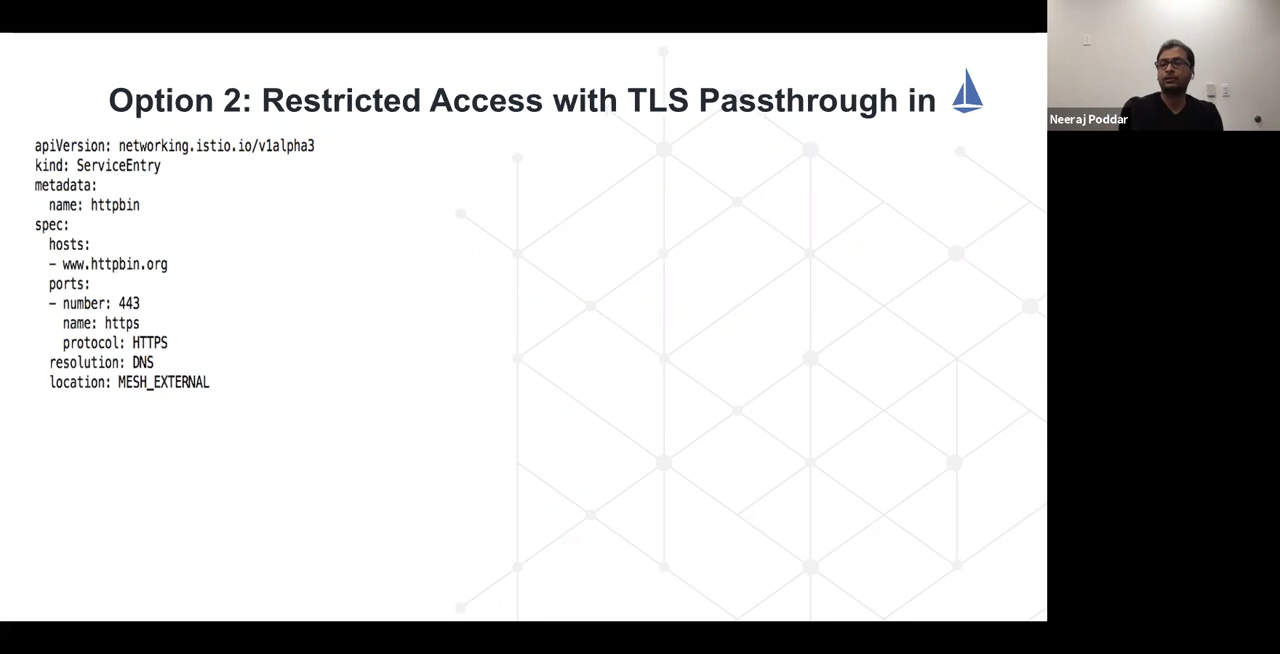 Option 2: Restricted Access with TLS Passthrough in
apiVersion: networking.istio.io/v1alpha3
kind: ServiceEntry
metadata:
  name: httpbin
spec:
  hosts:
  - www.httpbin.org
  ports:
  - number: 443
    name: https
    protocol: HTTPS
  resolution: DNS
  location: MESH_EXTERNAL
Neeraj Poddar